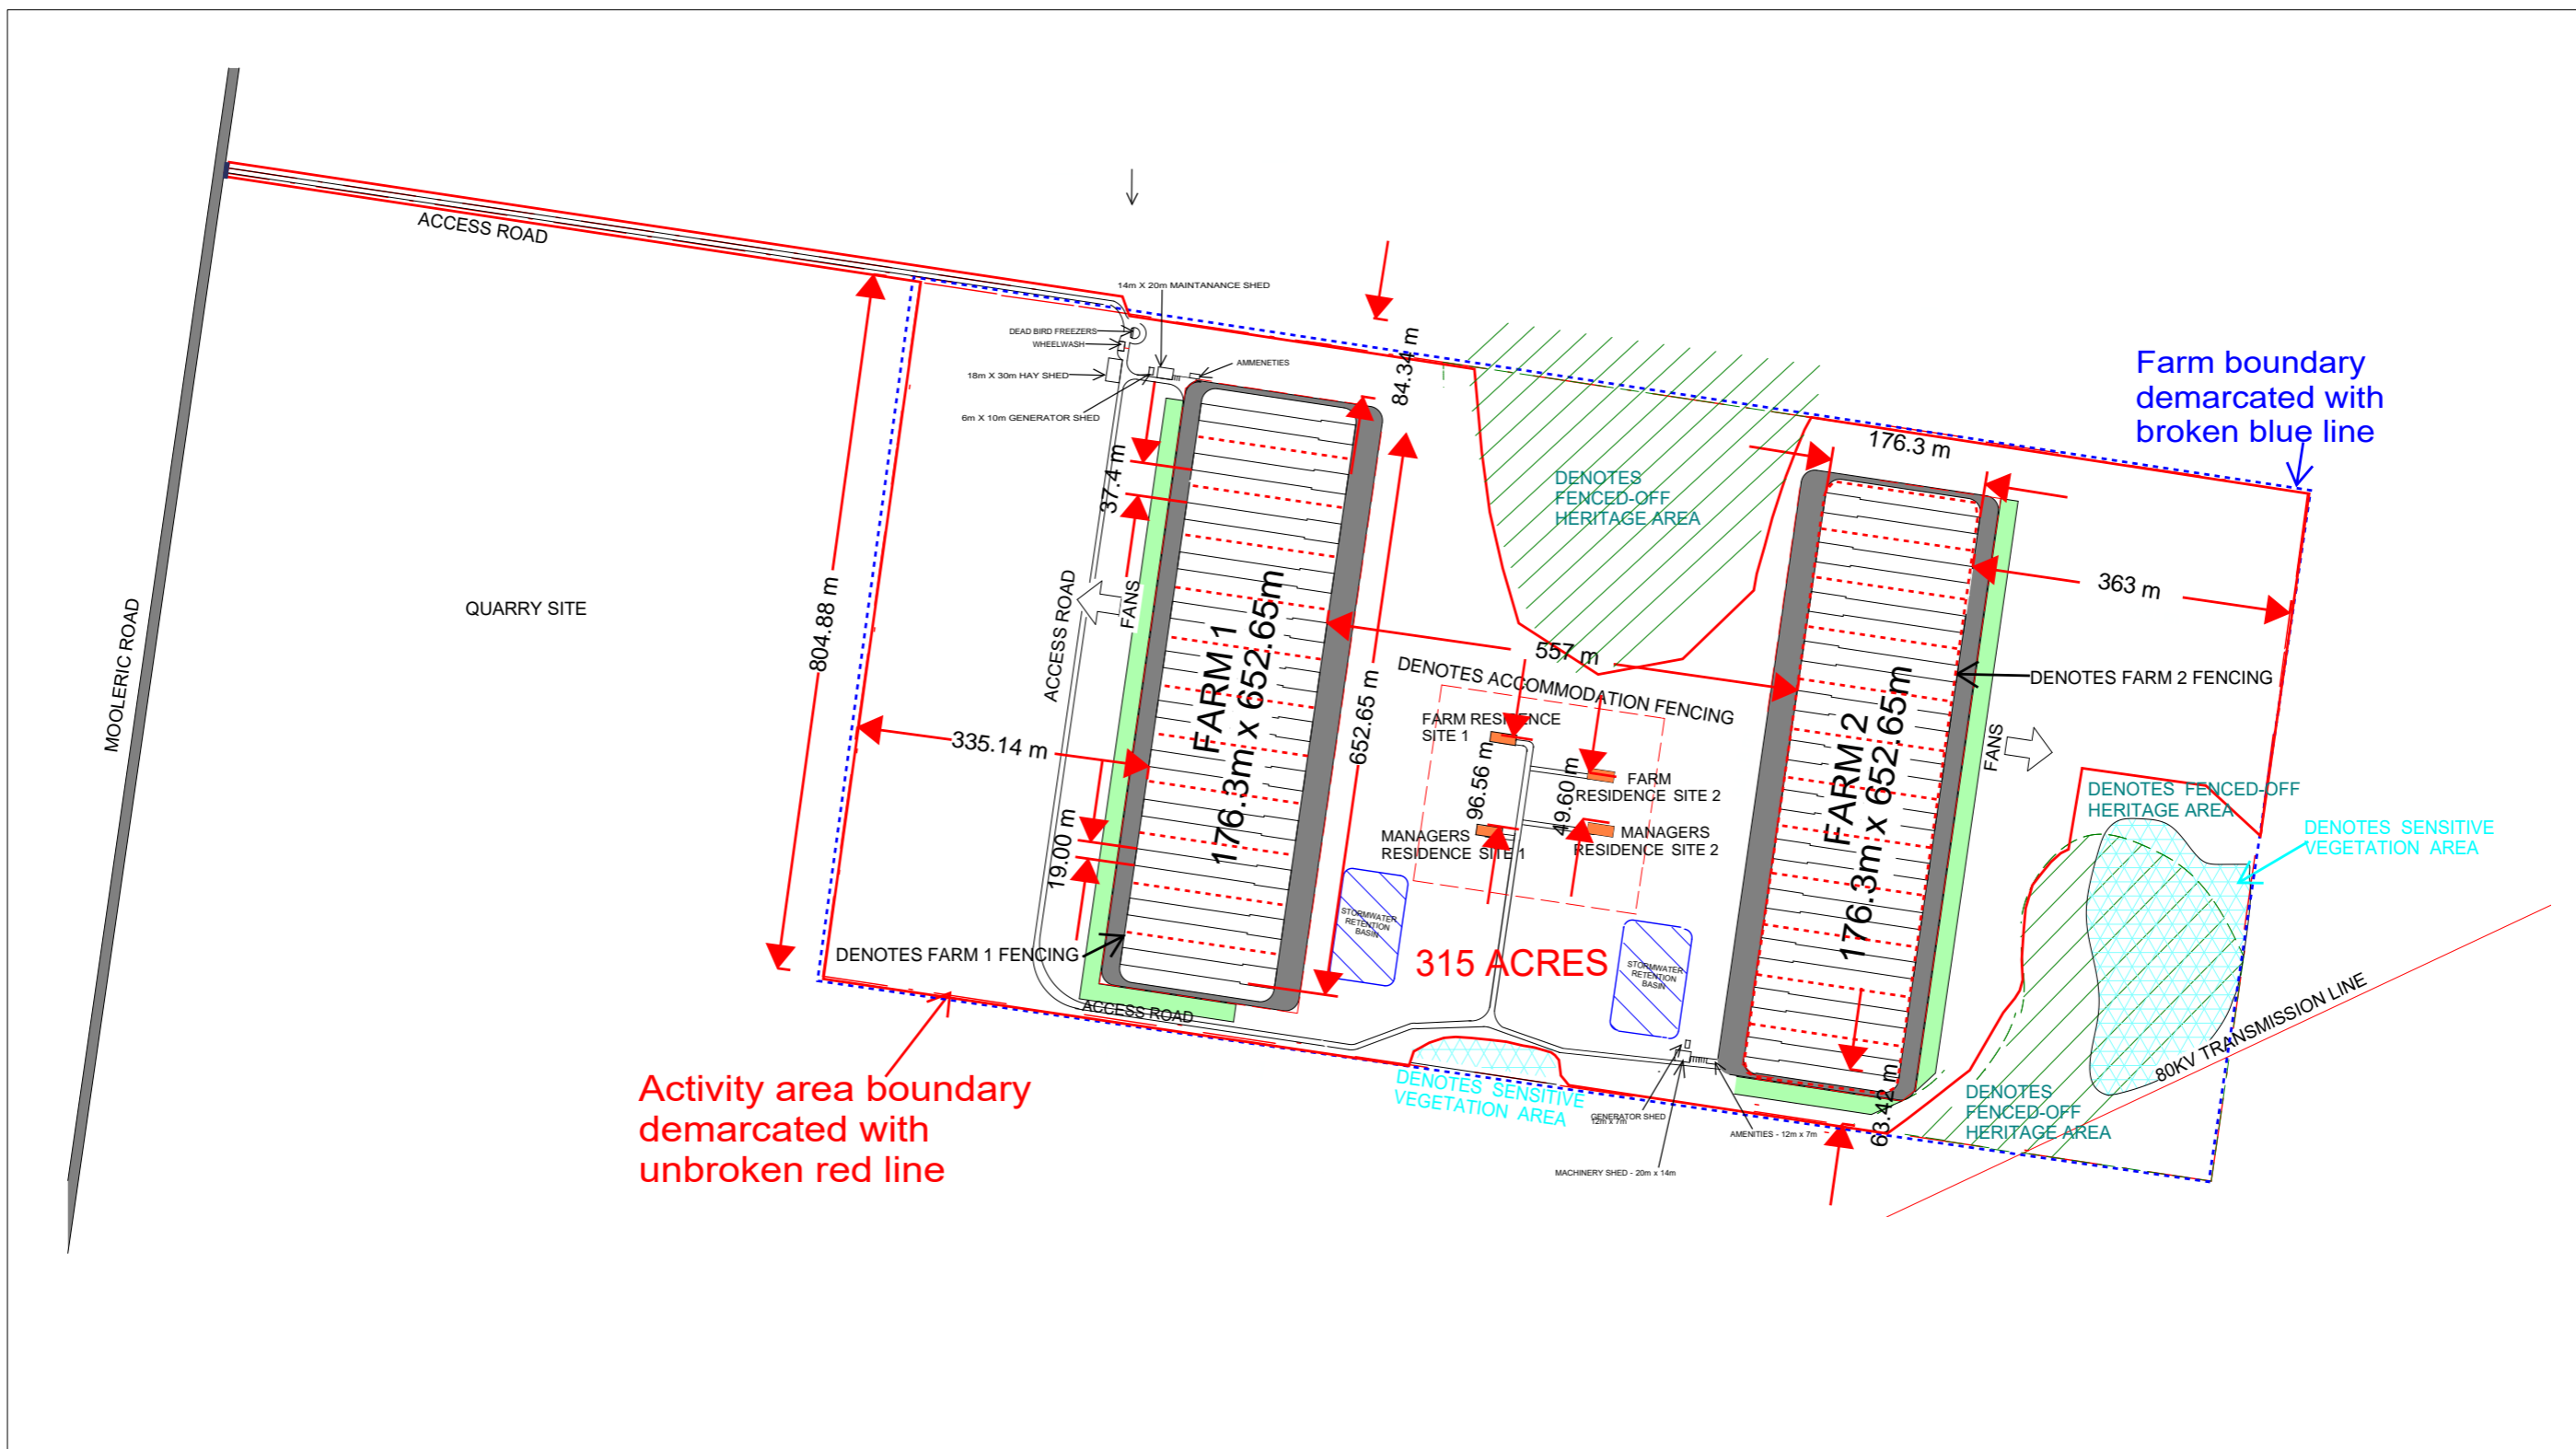 ACCESS ROAD
14m X 20m MAINTANANCE SHED
DEAD BIRD FREEZERS
WHEELWASH
AMMENETIES
18m X 30m HAY SHED
6m X 10m GENERATOR SHED
84.34 m
Farm boundary
demarcated with
broken blue line
176.3 m
37.4 m
DENOTES
FENCED-OFF
HERITAGE AREA
FANS
ACCESS ROAD
804.88 m
QUARRY SITE
MOOLERIC ROAD
FARM 1
176.3m x 652.65m
363 m
557 m
DENOTES ACCOMMODATION FENCING
DENOTES FARM 2 FENCING
FARM RESIDENCE
SITE 1
652.65 m
335.14 m
96.56 m
49.60 m
FARM
RESIDENCE SITE 2
MANAGERS
RESIDENCE SITE 1
MANAGERS
RESIDENCE SITE 2
FARM 2
176.3m x 652.65m
FANS
DENOTES FENCED-OFF
HERITAGE AREA
DENOTES SENSITIVE
VEGETATION AREA
19.00 m
STORMWATER
RETENTION
BASIN
DENOTES FARM 1 FENCING
315 ACRES
STORMWATER
RETENTION
BASIN
80KV TRANSMISSION LINE
ACCESS ROAD
Activity area boundary
demarcated with
unbroken red line
DENOTES SENSITIVE
VEGETATION AREA
GENERATOR SHED
12m x 7m
AMENITIES - 12m x 7m
MACHINERY SHED - 20m x 14m
63.42 m
DENOTES
FENCED-OFF
HERITAGE AREA